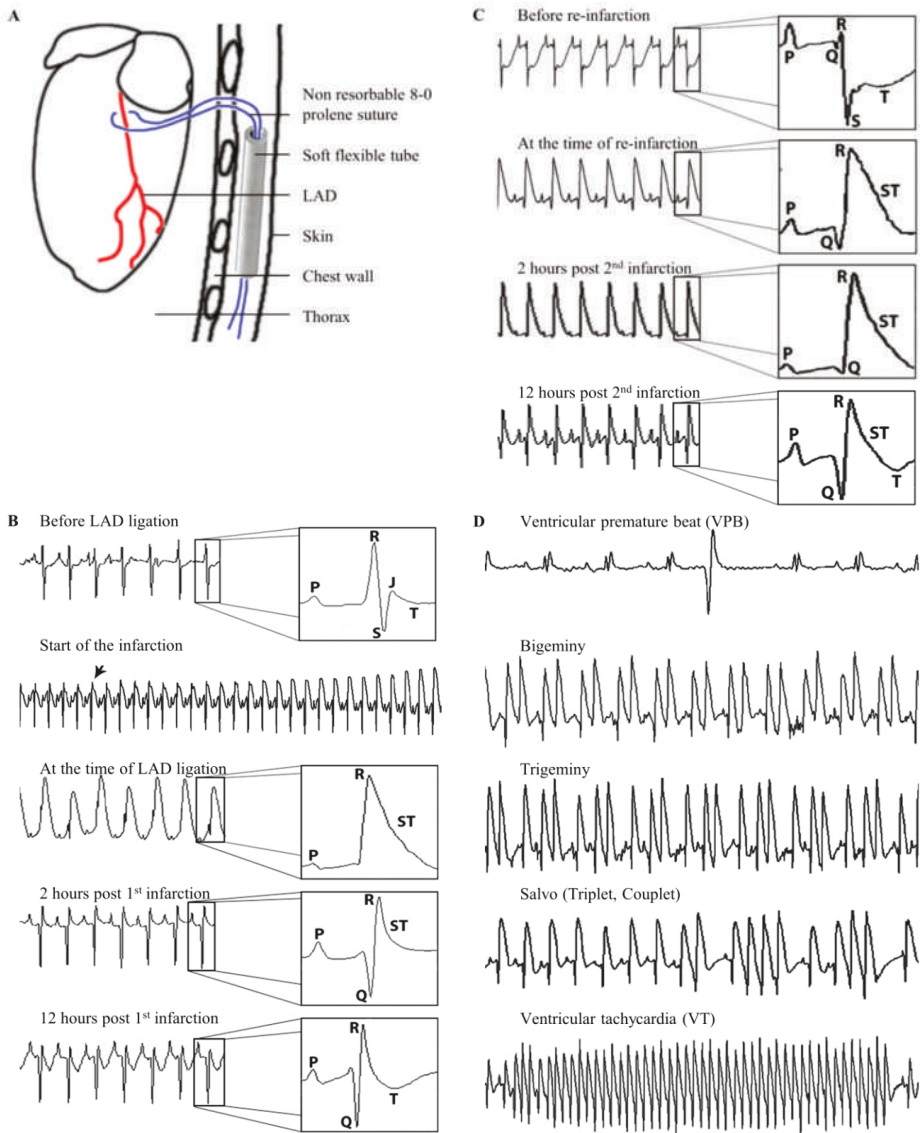 A
Non resorbable 8-0
prolene suture
Soft flexible tube
LAD
Skin
Chest wall
Thorax
B
Before LAD ligation
P
R
S
J
T
Start of the infarction
At the time of LAD ligation
P
R
ST
2 hours post 1st infarction
P
Q
R
ST
12 hours post 1st infarction
P
Q
R
T
C
Before re-infarction
P
Q
R
S
T
At the time of re-infarction
P
Q
R
ST
2 hours post 2nd infarction
P
Q
R
ST
12 hours post 2nd infarction
P
Q
R
ST
T
D
Ventricular premature beat (VPB)
Bigeminy
Trigeminy
Salvo (Triplet, Couplet)
Ventricular tachycardia (VT)